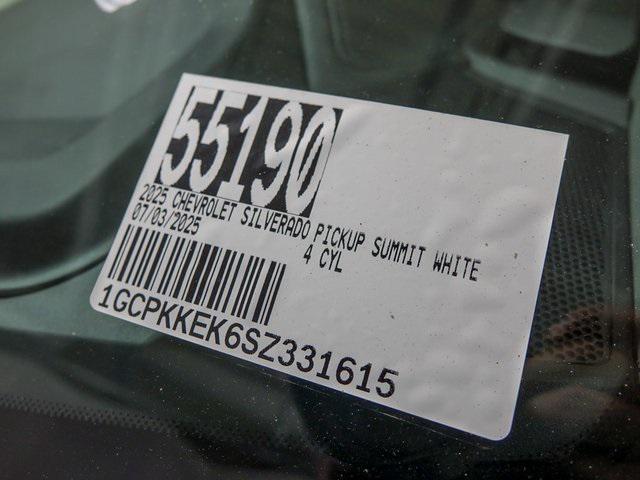 55190
2025 CHEVROLET SILVERADO PICKUP SUMMIT WHITE
07/03/2025 4 CYL
1GCPKKEK6SZ331615